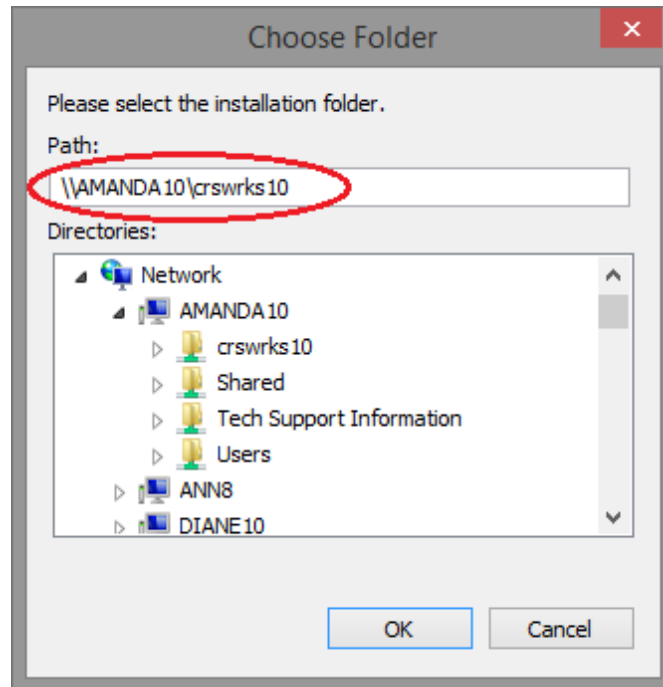 Choose Folder
Please select the installation folder.
Path:
\\AMANDA10\crswrks10
Directories:
Network
AMANDA10
crswrks10
Shared
Tech Support Information
Users
ANN8
DIANE10
OK Cancel